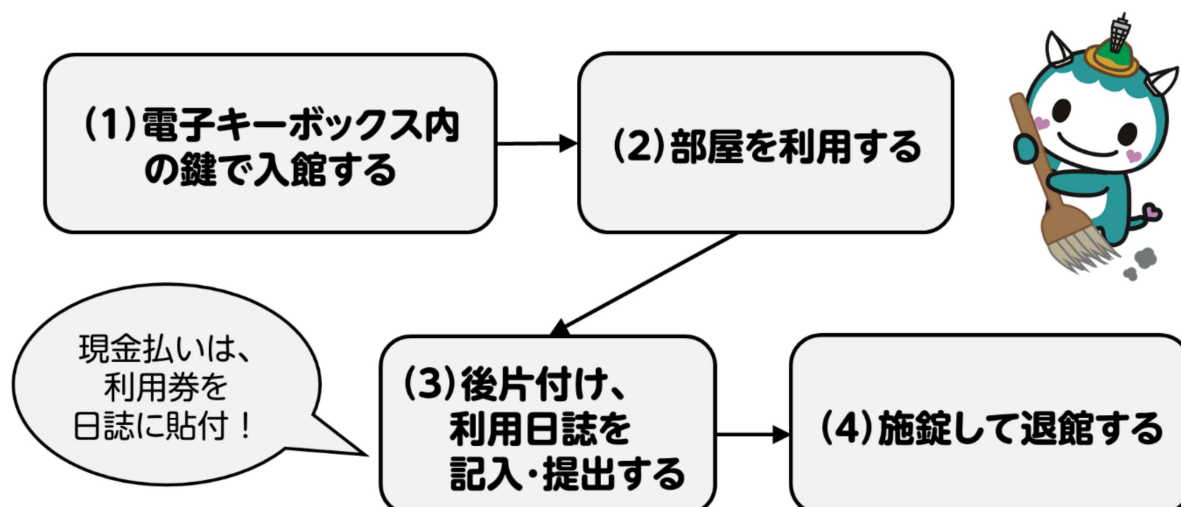 (1)電子キーボックス内
の鍵で入館する
(2)部屋を利用する
現金払いは、
利用券を
日誌に貼付！
(3)後片付け、
利用日誌を
記入・提出する
(4)施錠して退館する